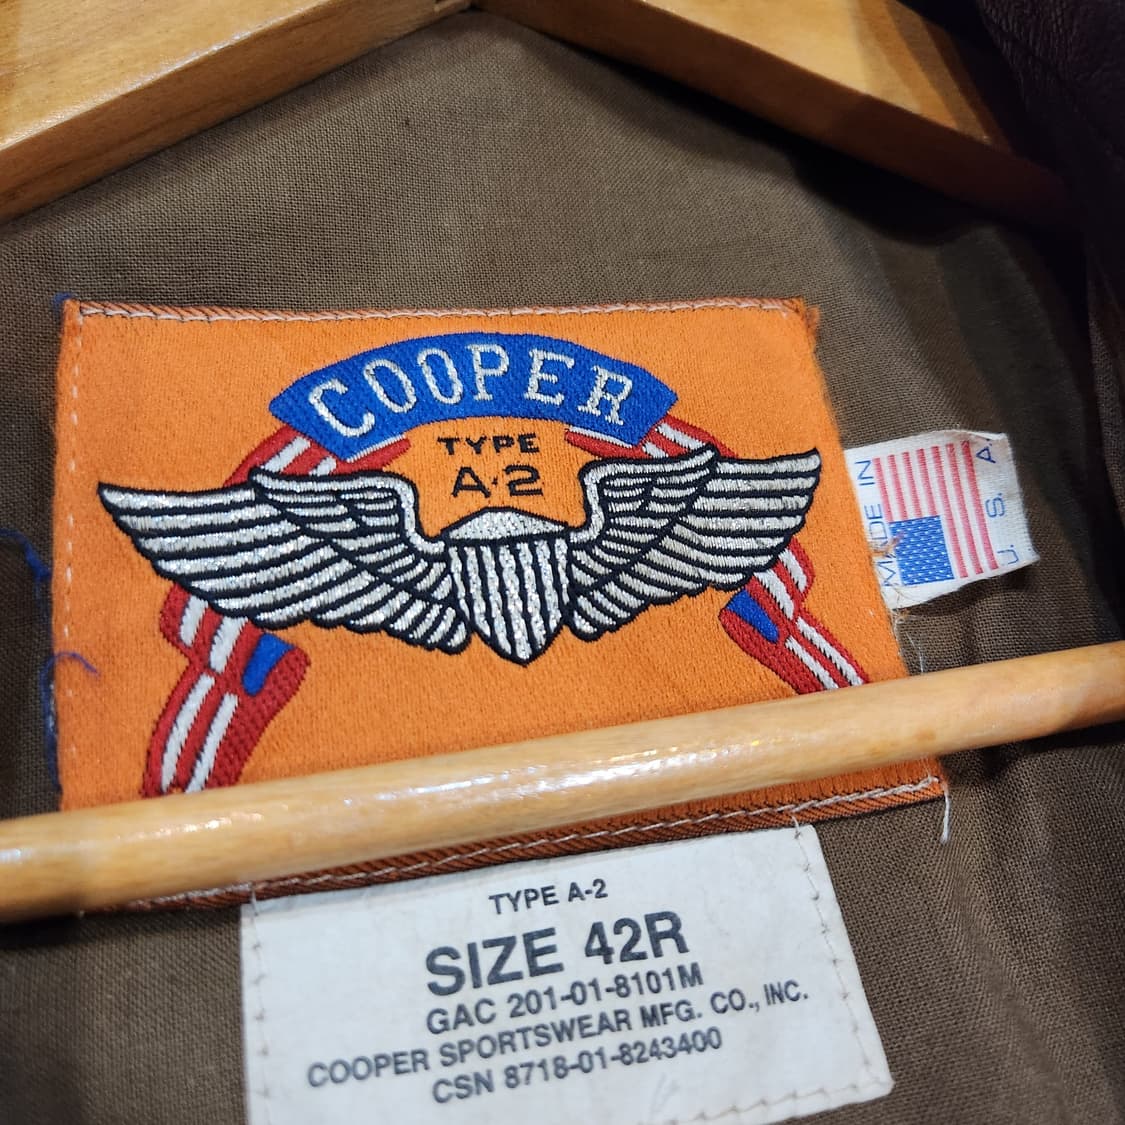 COOPER
TYPE
A·2
MADE IN
U. S. A.
TYPE A-2
SIZE 42R
GAC 201-01-8101M
COOPER SPORTSWEAR MFG. CO., INC.
CSN 8718-01-8243400